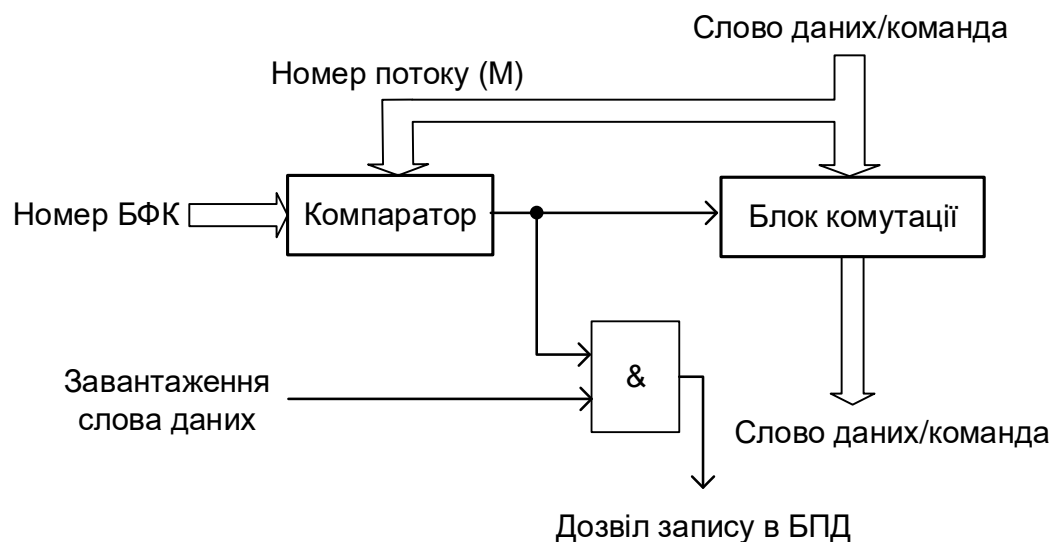 Слово даних/команда
Номер потоку (М)
Номер БФК
Компаратор
Блок комутації
&
Завантаження
слова даних
Слово даних/команда
Дозвіл запису в БПД